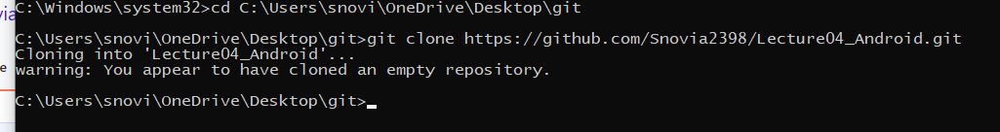 C:\Windows\system32>cd C:\Users\snovi\OneDrive\Desktop\git
C:\Users\snovi\OneDrive\Desktop\git>git clone https://github.com/Snovia2398/Lecture04_Android.git
Cloning into 'Lecture04_Android'...
warning: You appear to have cloned an empty repository.
C:\Users\snovi\OneDrive\Desktop\git>